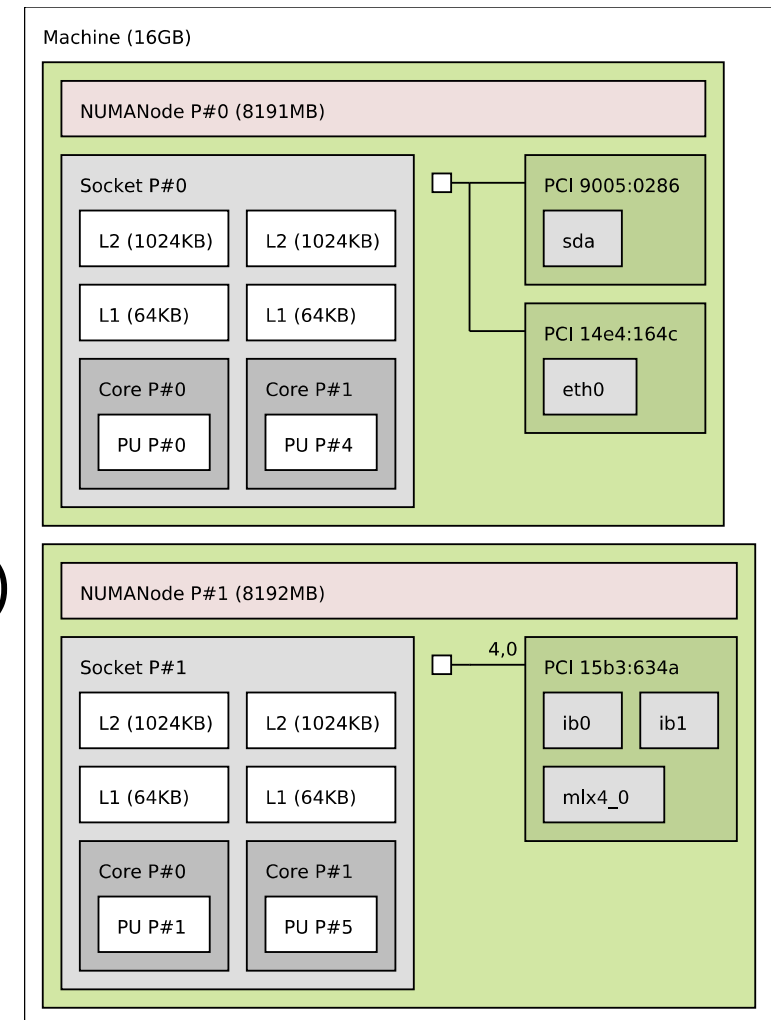 Machine (16GB)
NUMANode P#0 (8191MB)
Socket P#0
L2 (1024KB)
L2 (1024KB)
L1 (64KB)
L1 (64KB)
Core P#0
PU P#0
Core P#1
PU P#4
PCI 9005:0286
sda
PCI 14e4:164c
eth0
NUMANode P#1 (8192MB)
Socket P#1
L2 (1024KB)
L2 (1024KB)
L1 (64KB)
L1 (64KB)
Core P#0
PU P#1
Core P#1
PU P#5
4,0
PCI 15b3:634a
ib0
ib1
mlx4_0
)